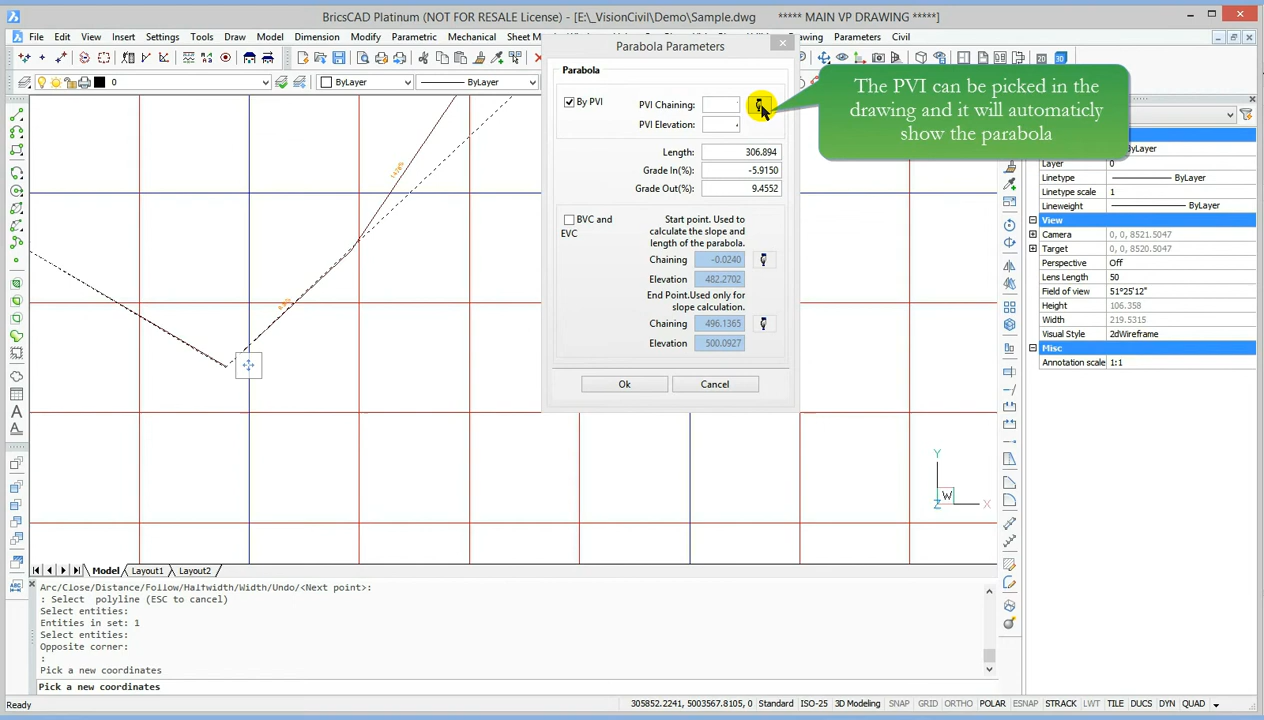 BricsCAD Platinum (NOT FOR RESALE License) - [E:\_VisionCivil\Demo\Sample.dwg ***** MAIN VP DRAWING *****]
File Edit View Insert Settings Tools Draw Model Dimension Modify Parametric Mechanical Sheet
rawing Parameters Civil
0 ByLayer ByLayer
Parabola Parameters
Parabola
By PVI PVI Chaining:
PVI Elevation:
Length: 306.894
Grade In(%): -5.9150
Grade Out(%): 9.4552
BVC and EVC
Start point. Used to
calculate the slope and
length of the parabola.
Chaining -0.0240
Elevation 482.2702
End Point.Used only for
slope calculation.
Chaining 496.1365
Elevation 500.0927
Ok Cancel
The PVI can be picked in the
drawing and it will automaticly
show the parabola
ByLayer
Layer 0
Linetype ByLayer
Linetype scale 1
Lineweight ByLayer
View
Camera 0, 0, 8521.5047
Target 0, 0, 8520.5047
Perspective Off
Lens Length 50
Field of view 51°25'12"
Height 106.358
Width 219.5315
Visual Style 2dWireframe
Misc
Annotation scale 1:1
Y
W
Z X
Model Layout1 Layout2
Arc/Close/Distance/Follow/Halfwidth/Width/Undo/<Next point>:
: Select polyline (ESC to cancel)
Select entities:
Entities in set: 1
Select entities:
Opposite corner:
:
Pick a new coordinates
Pick a new coordinates
Ready 305852.2241, 5003567.8105, 0 Standard ISO-25 3D Modeling SNAP GRID ORTHO POLAR ESNAP STRACK LWT TILE DUCS DYN QUAD